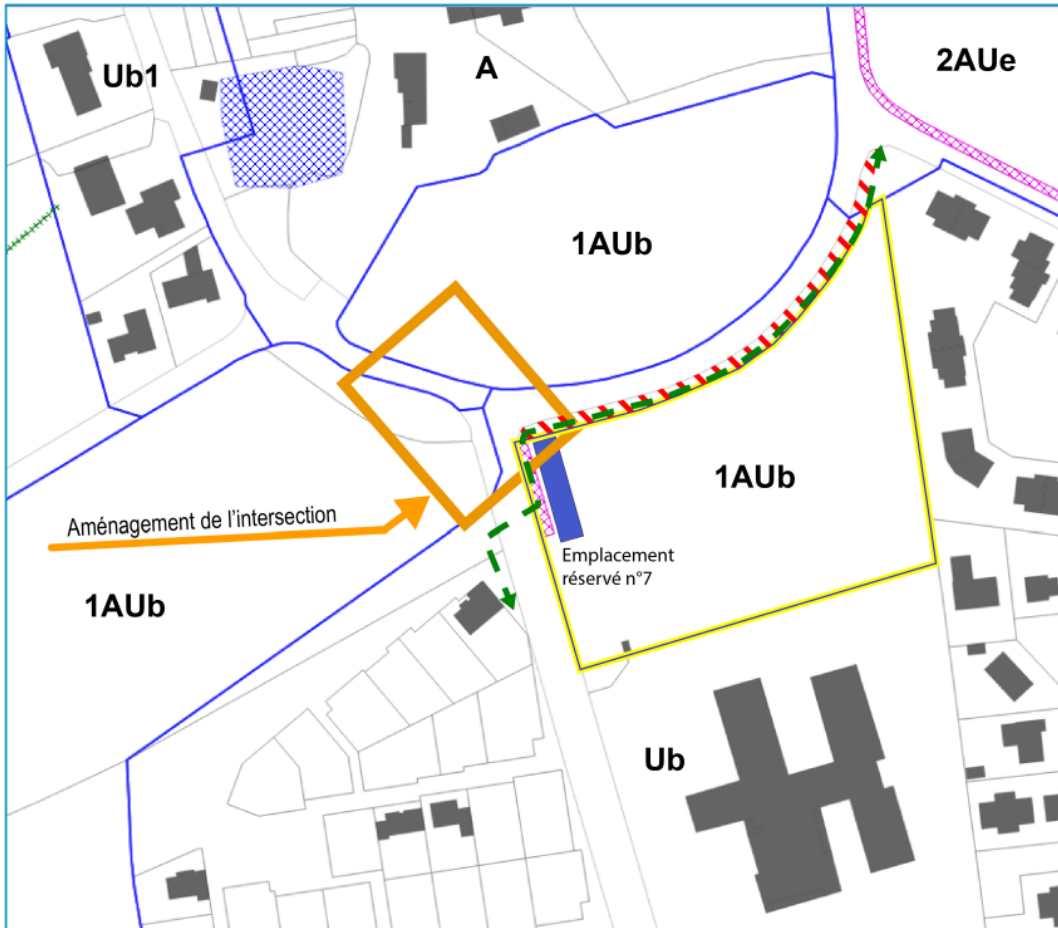 2AUe
A
Ub1
1AUb
1AUb
Aménagement de l'intersection
Emplacement
réservé n°7
1AUb
Ub